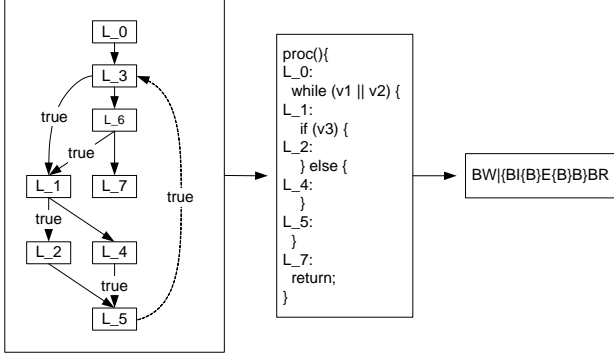 L_0
L_3
true
L_6
true
L_1
L_7
true
true
L_2
L_4
true
L_5
proc(){
L_0:
while (v1 || v2) {
L_1:
if (v3) {
L_2:
} else {
L_4:
}
L_5:
}
L_7:
return;
}
BW|{BI{B}E{B}B}BR